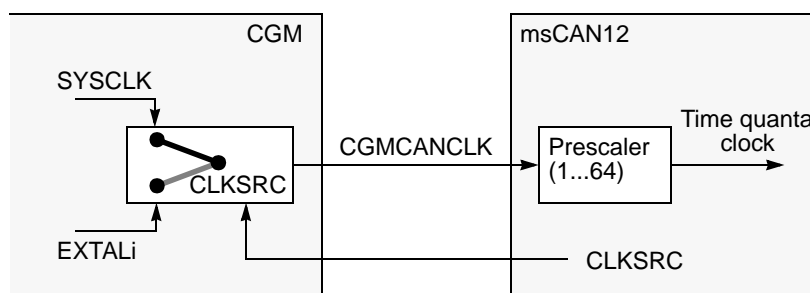 CGM
msCAN12
SYSCLK
CLKSRC
CGMCANCLK
Prescaler
(1...64)
Time quanta
clock
EXTALi
CLKSRC